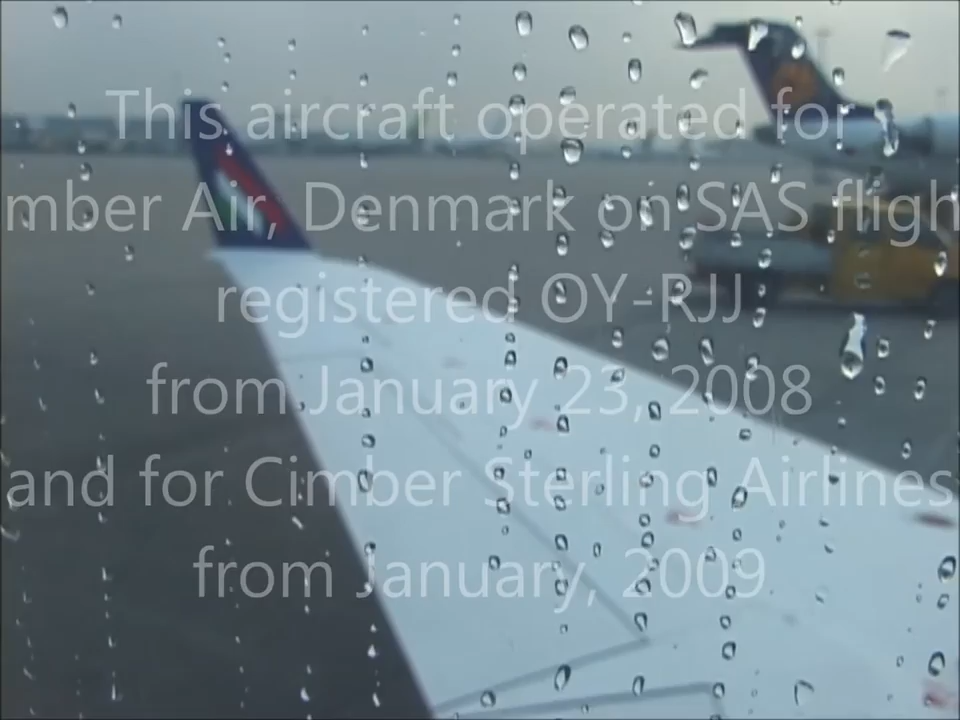 This aircraft operated for
mber Air, Denmark on SAS fligh
registered OY-RJJ
from January 23, 2008
and for Cimber Sterling Airlines
from January, 2009